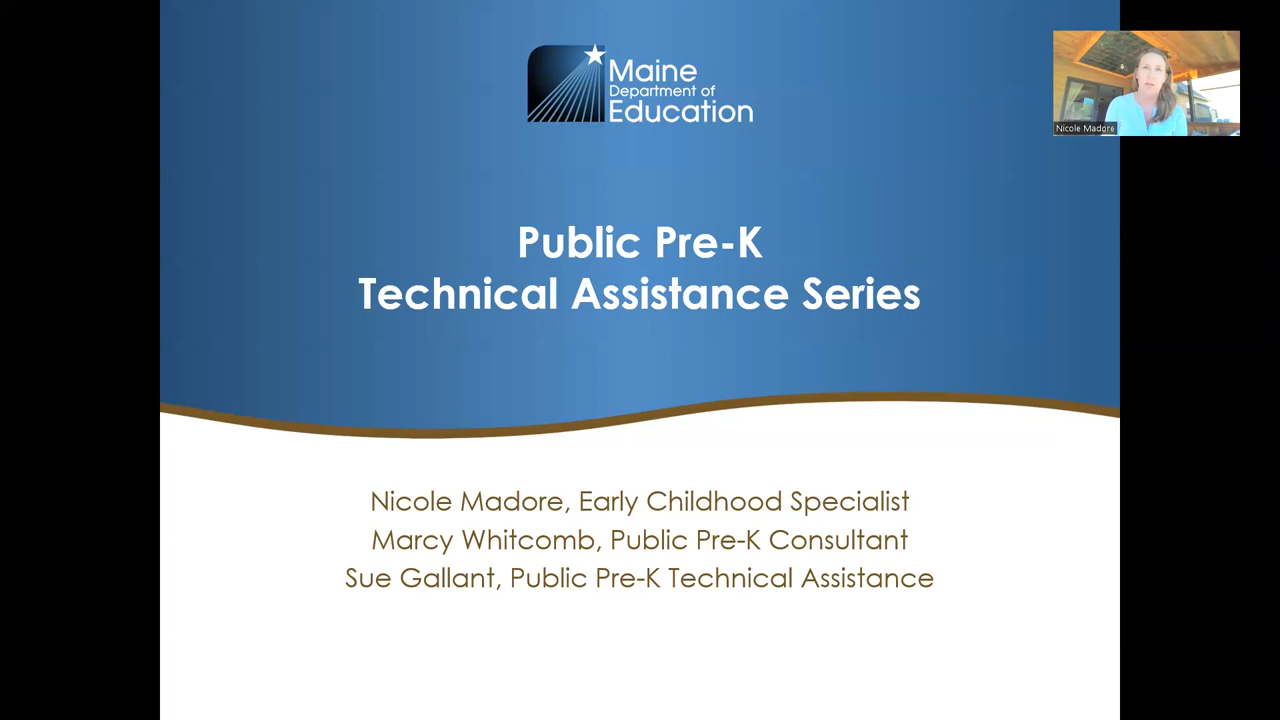 Maine
Department of
Education
Nicole Madore
Public Pre-K
Technical Assistance Series
Nicole Madore, Early Childhood Specialist
Marcy Whitcomb, Public Pre-K Consultant
Sue Gallant, Public Pre-K Technical Assistance